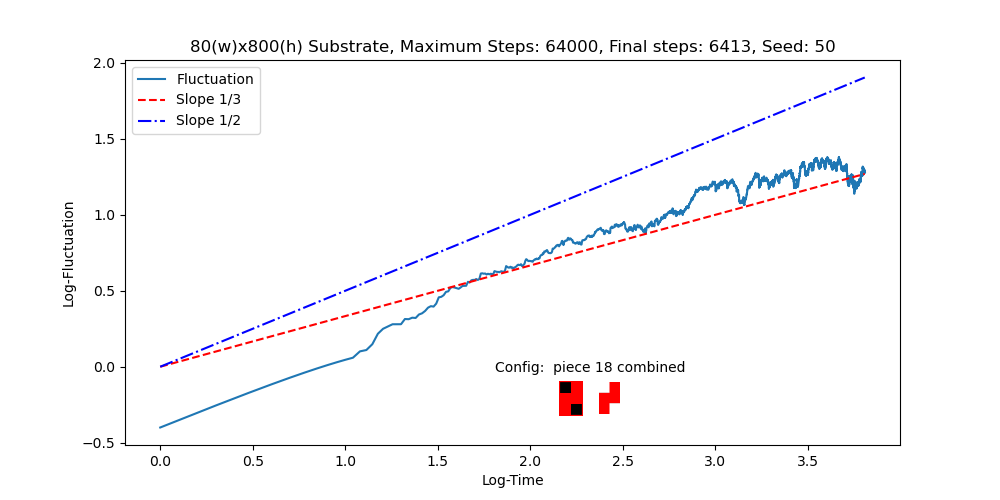 80(w)x800(h) Substrate, Maximum Steps: 64000, Final steps: 6413, Seed: 50
Fluctuation
Slope 1/3
Slope 1/2
2.0
1.5
1.0
0.5
0.0
−0.5
Log-Fluctuation
Config:  piece 18 combined
0.0 0.5 1.0 1.5 2.0 2.5 3.0 3.5
Log-Time